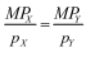 MP_X / p_X = MP_Y / p_Y